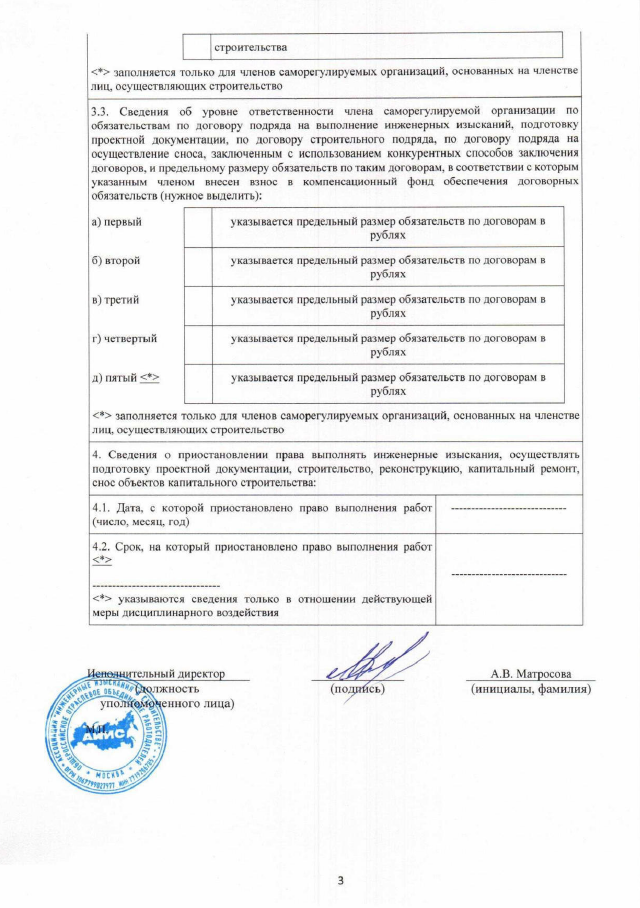 строительства
<*> заполняется только для членов саморегулируемых организаций, основанных на членстве
лиц, осуществляющих строительство
3.3. Сведения об уровне ответственности члена саморегулируемой организации по
обязательствам по договору подряда на выполнение инженерных изысканий, подготовку
проектной документации, по договору строительного подряда, по договору подряда на
осуществление сноса, заключенным с использованием конкурентных способов заключения
договоров, и предельному размеру обязательств по таким договорам, в соответствии с которым
указанным членом внесен взнос в компенсационный фонд обеспечения договорных
обязательств (нужное выделить):
а) первый
указывается предельный размер обязательств по договорам в
рублях
б) второй
указывается предельный размер обязательств по договорам в
рублях
в) третий
указывается предельный размер обязательств по договорам в
рублях
г) четвертый
указывается предельный размер обязательств по договорам в
рублях
д) пятый <*>
указывается предельный размер обязательств по договорам в
рублях
<*> заполняется только для членов саморегулируемых организаций, основанных на членстве
лиц, осуществляющих строительство
4. Сведения о приостановлении права выполнять инженерные изыскания, осуществлять
подготовку проектной документации, строительство, реконструкцию, капитальный ремонт,
снос объектов капитального строительства:
4.1. Дата, с которой приостановлено право выполнения работ
(число, месяц, год)
----------------------------
4.2. Срок, на который приостановлено право выполнения работ
<*>
-------------------------------
<*> указываются сведения только в отношении действующей
меры дисциплинарного воздействия
----------------------------
Исполнительный директор
А.В. Матросова
(должность
уполномоченного лица)
(подпись)
(инициалы, фамилия)
М.П.
АССОЦИАЦИЯ "ИНЖЕНЕРНЫЕ ИЗЫСКАНИЯ В СТРОИТЕЛЬСТВЕ"
ОБЩЕРОССИЙСКОЕ ОТРАСЛЕВОЕ ОБЪЕДИНЕНИЕ РАБОТОДАТЕЛЕЙ
АИИС
МОСКВА
3